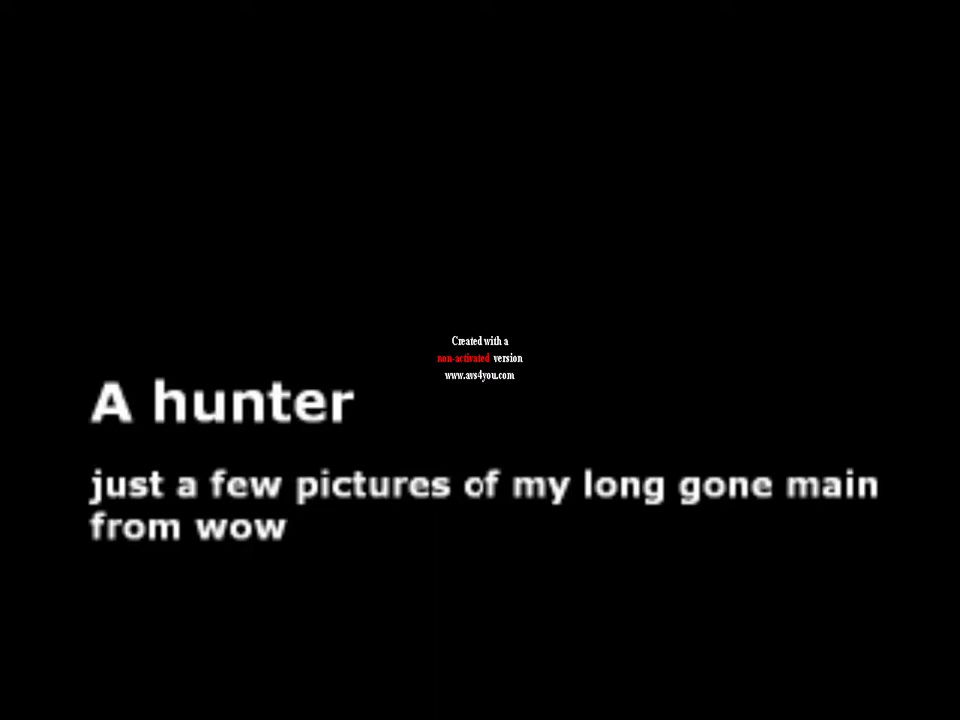 Created with a
non-activated version
www.avs4you.com
A hunter
just a few pictures of my long gone main
from wow